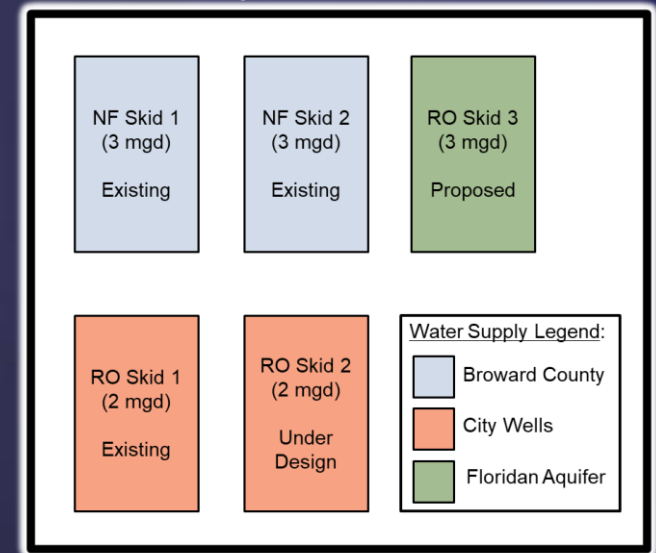 NF Skid 1
(3 mgd)
Existing
NF Skid 2
(3 mgd)
Existing
RO Skid 3
(3 mgd)
Proposed
RO Skid 1
(2 mgd)
Existing
RO Skid 2
(2 mgd)
Under
Design
Water Supply Legend:
Broward County
City Wells
Floridan Aquifer